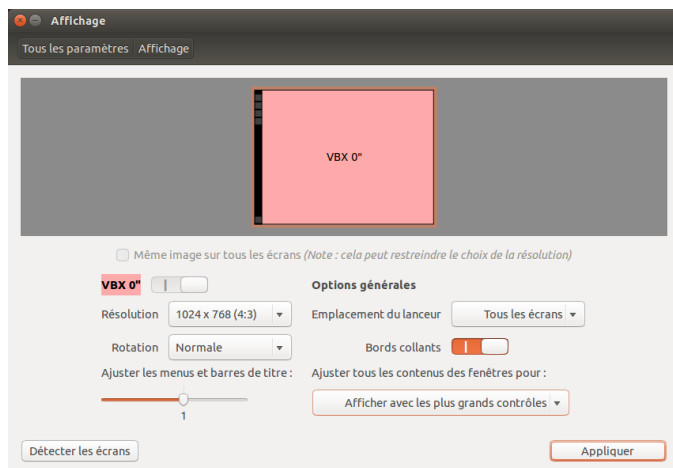 Affichage
Tous les paramètres Affichage
VBX 0"
Même image sur tous les écrans (Note : cela peut restreindre le choix de la résolution)
VBX 0"
Options générales
Résolution 1024 x 768 (4:3)
Emplacement du lanceur Tous les écrans
Rotation Normale
Bords collants
Ajuster les menus et barres de titre :
Ajuster tous les contenus des fenêtres pour :
1
Afficher avec les plus grands contrôles
Détecter les écrans
Appliquer